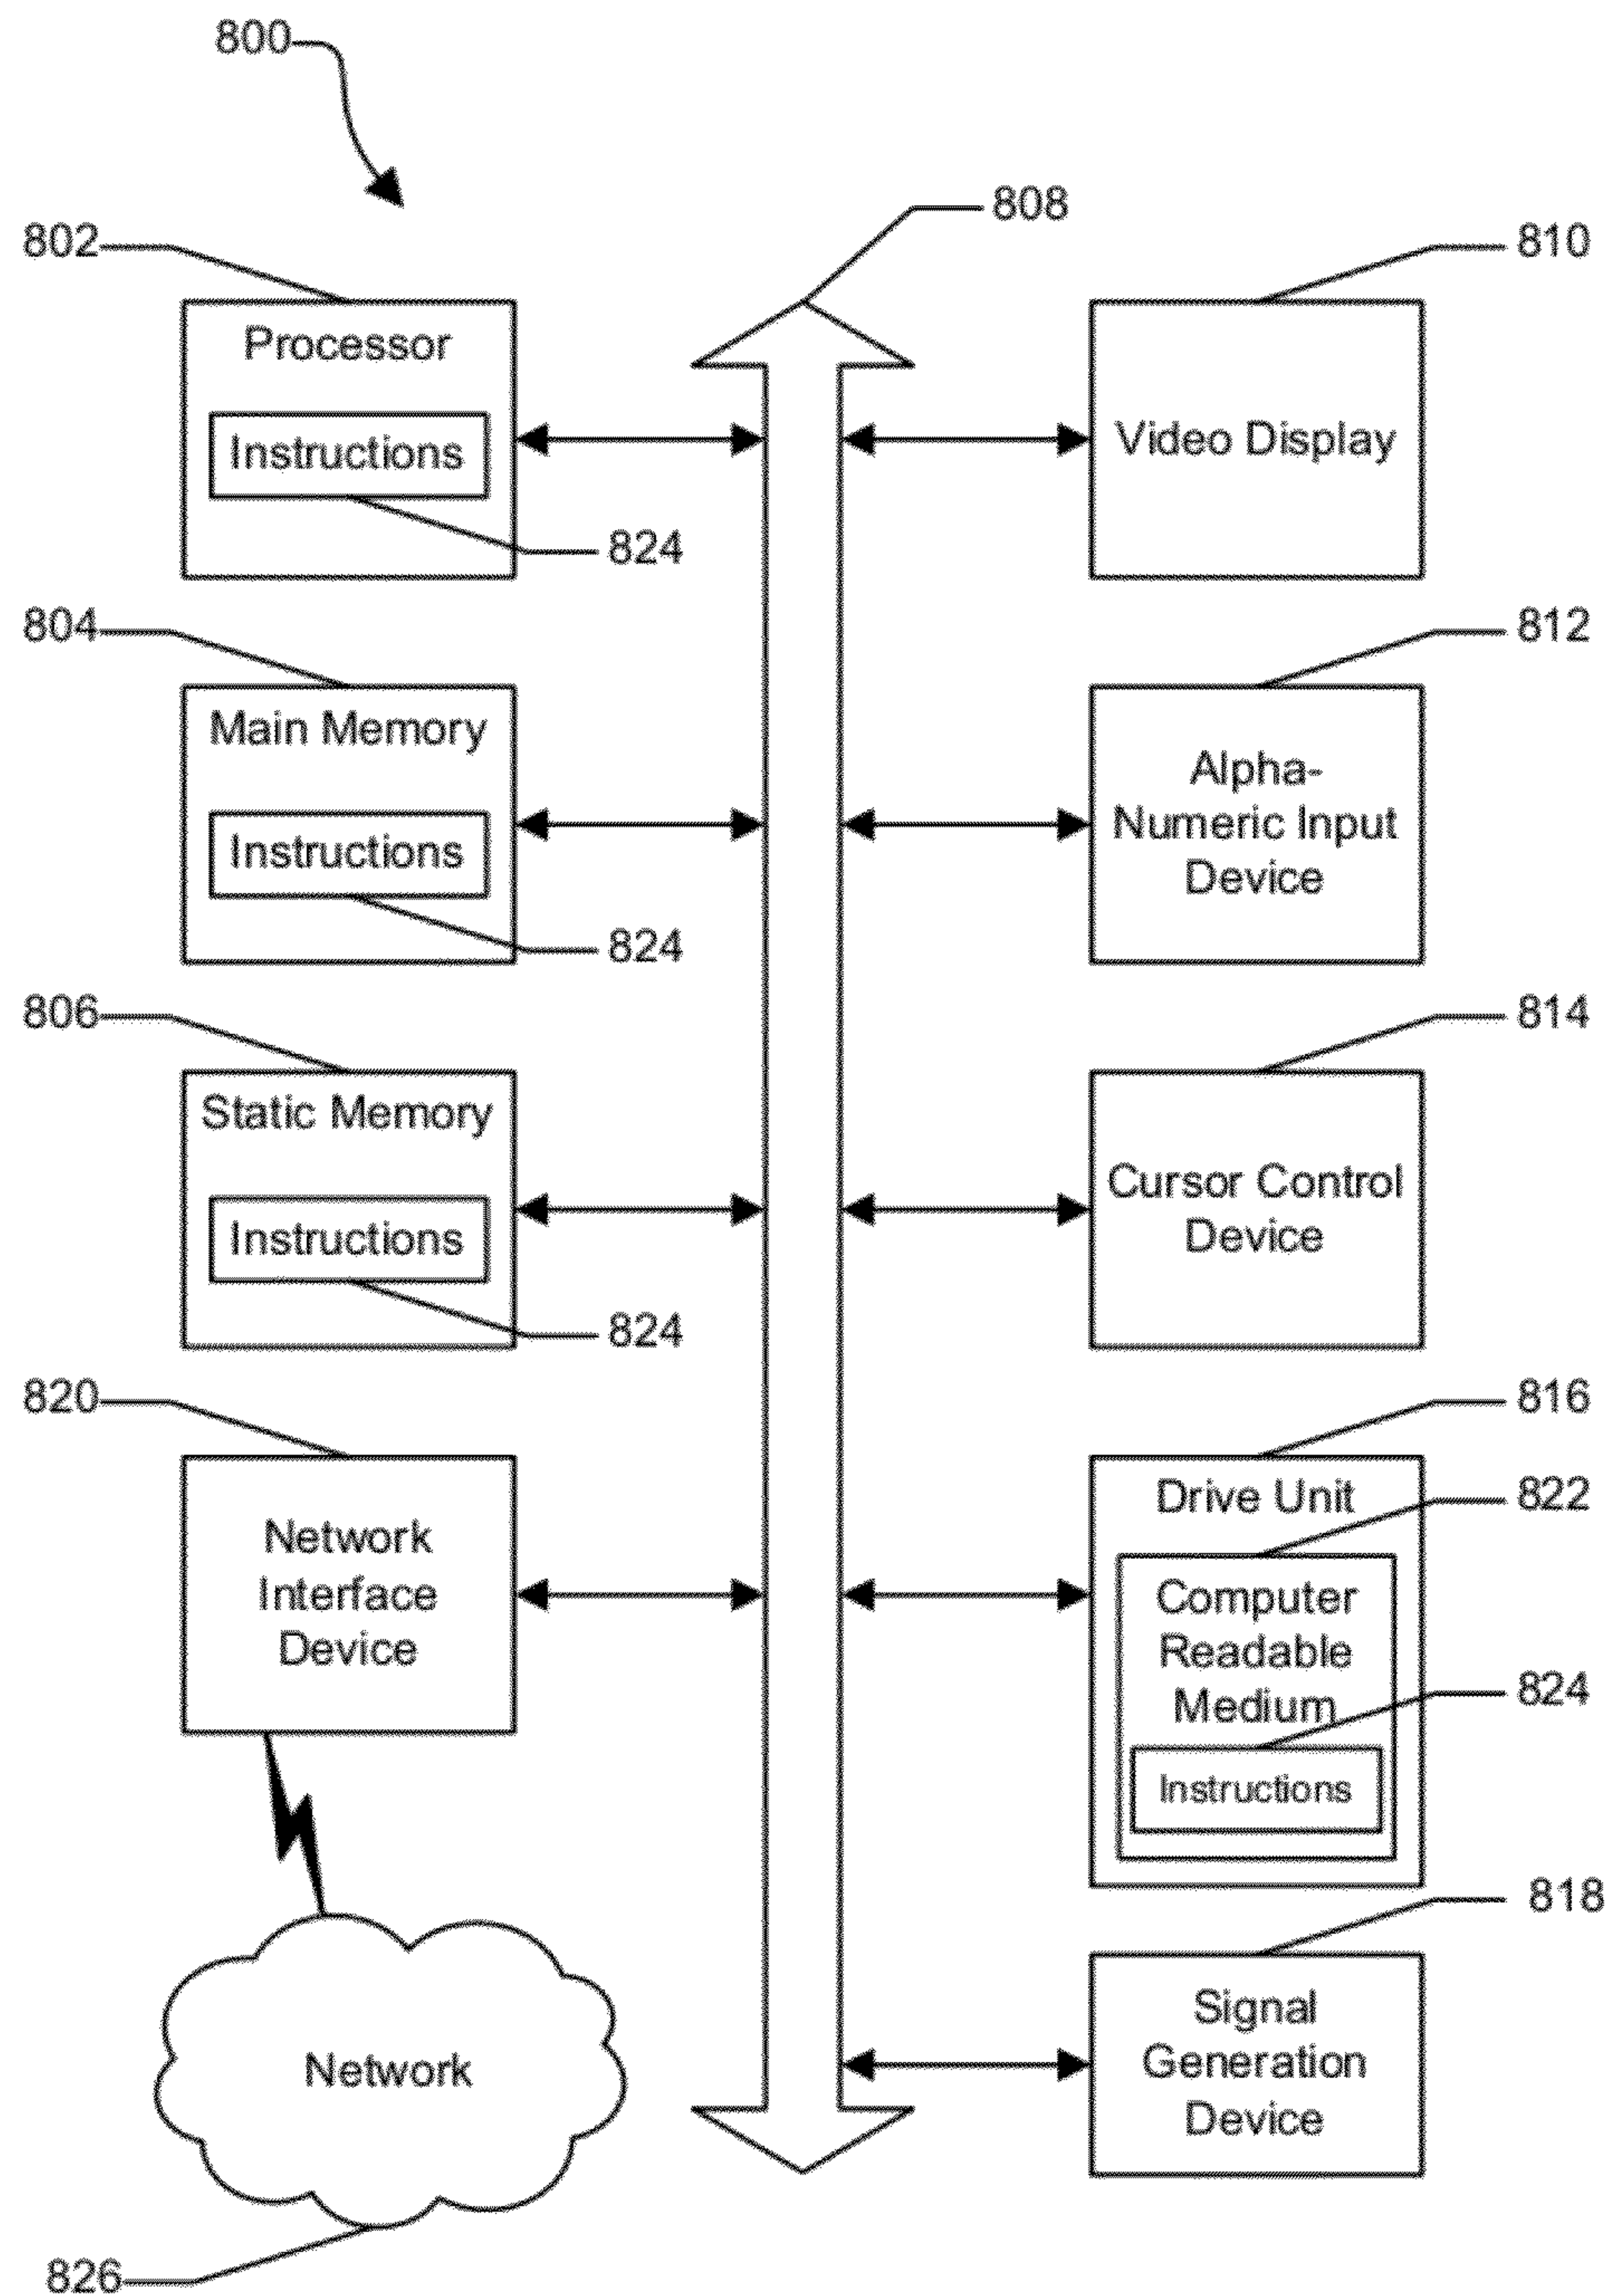 800
808
802
810
Processor
Instructions
824
Video Display
804
812
Main Memory
Instructions
824
Alpha-
Numeric Input
Device
806
814
Static Memory
Instructions
824
Cursor Control
Device
820
816
Network
Interface
Device
Drive Unit
822
Computer
Readable
Medium
824
Instructions
818
Signal
Generation
Device
Network
826